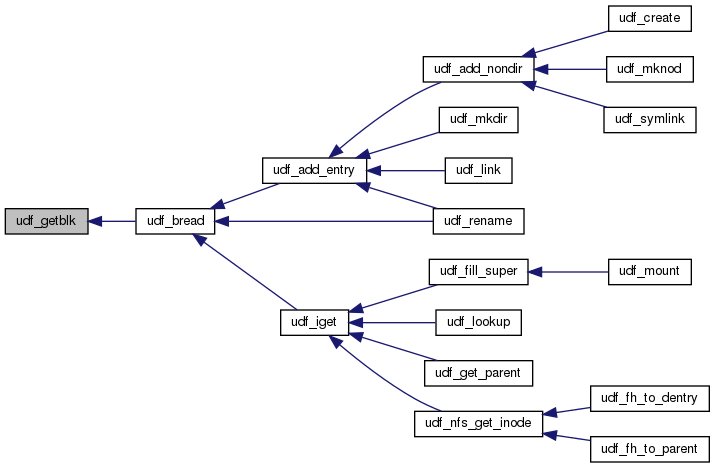 udf_create
udf_add_nondir
udf_mknod
udf_mkdir
udf_symlink
udf_add_entry
udf_link
udf_getblk
udf_bread
udf_rename
udf_fill_super
udf_mount
udf_iget
udf_lookup
udf_get_parent
udf_nfs_get_inode
udf_fh_to_dentry
udf_fh_to_parent